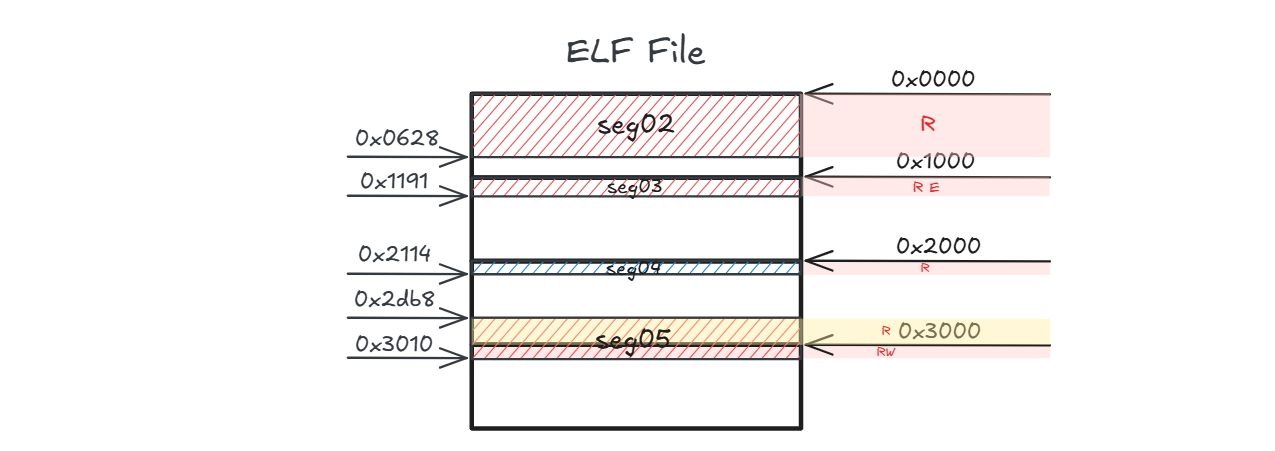 ELF File
0x0000
seg02
R
0x0628
0x1000
0x1191
seg03
R E
0x2114
0x2000
seg04
R
0x2db8
seg05
R 0x3000
0x3010
RW